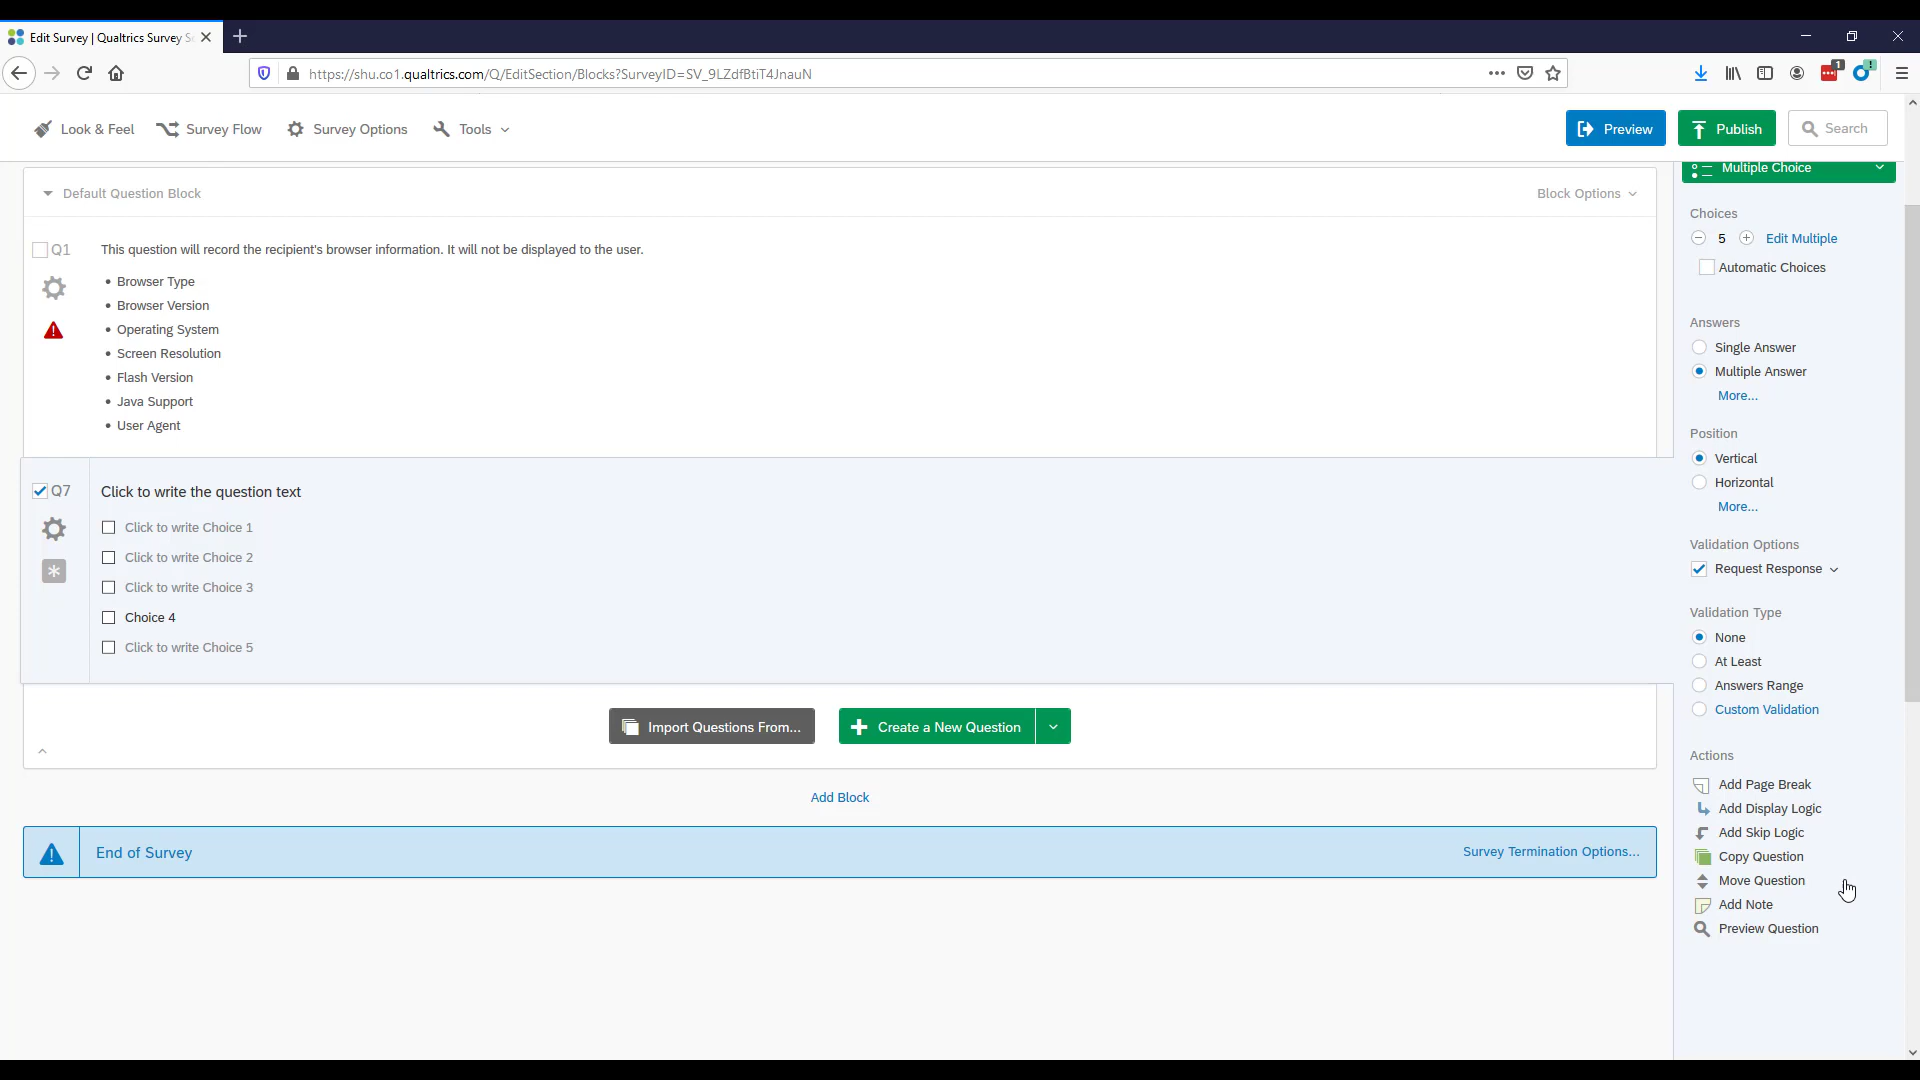 Edit Survey | Qualtrics Survey S
https://shu.co1.qualtrics.com/Q/EditSection/Blocks?SurveyID=SV_9LZdfBtiT4JnauN
1
!
Look & Feel
Survey Flow
Survey Options
Tools
Preview
Publish
Search
Default Question Block
Block Options
Q1
This question will record the recipient's browser information. It will not be displayed to the user.
• Browser Type
• Browser Version
• Operating System
• Screen Resolution
• Flash Version
• Java Support
• User Agent
Q7
Click to write the question text
Click to write Choice 1
Click to write Choice 2
Click to write Choice 3
Choice 4
Click to write Choice 5
Import Questions From...
Create a New Question
Add Block
End of Survey
Survey Termination Options...
Multiple Choice
Choices
5
Edit Multiple
Automatic Choices
Answers
Single Answer
Multiple Answer
More...
Position
Vertical
Horizontal
More...
Validation Options
Request Response
Validation Type
None
At Least
Answers Range
Custom Validation
Actions
Add Page Break
Add Display Logic
Add Skip Logic
Copy Question
Move Question
Add Note
Preview Question